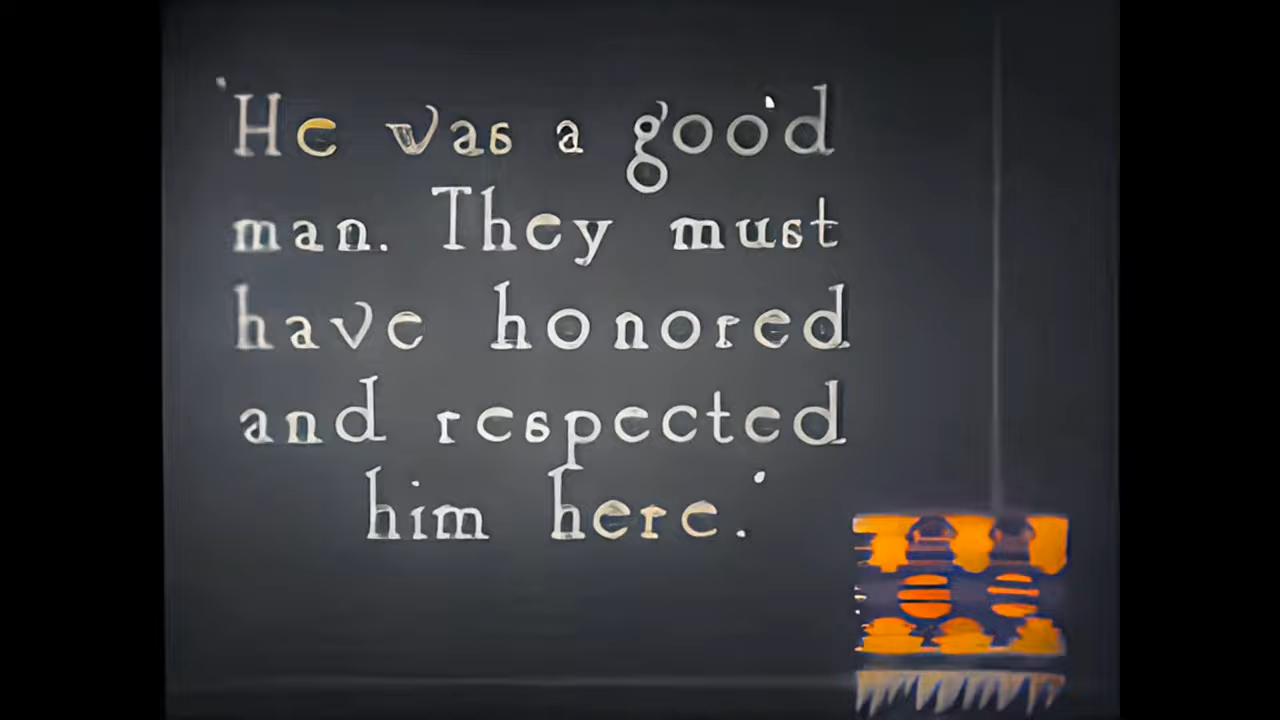 'He was a good
man. They must
have honored
and respected
him here.'